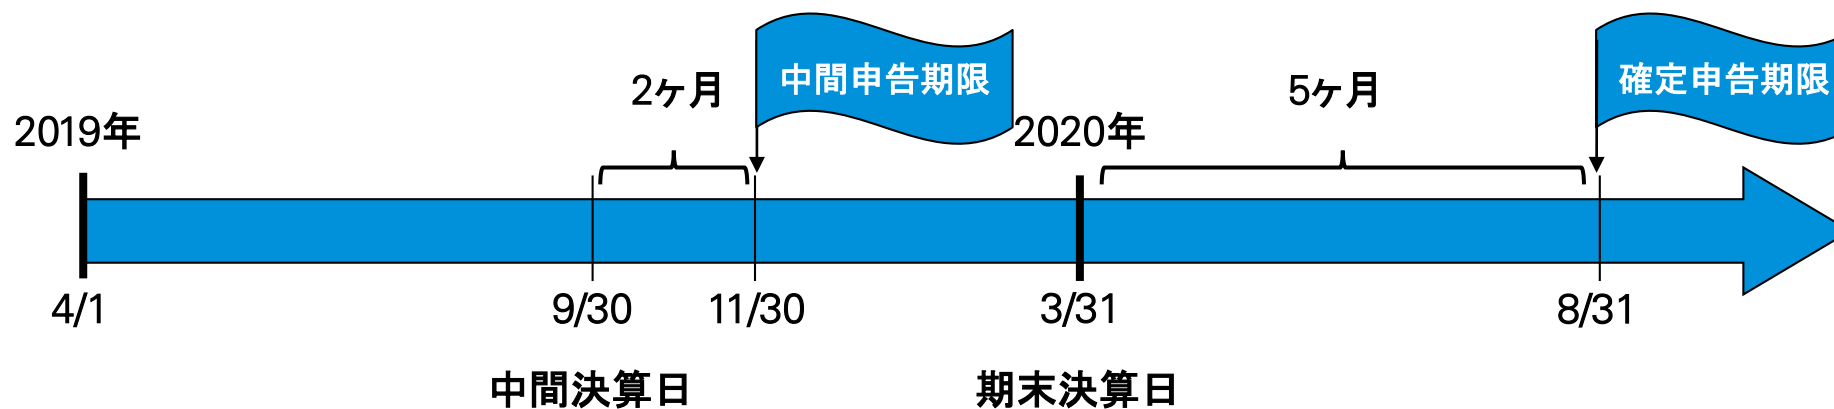 2ヶ月
中間申告期限
5ヶ月
確定申告期限
2019年
2020年
4/1
9/30
11/30
3/31
8/31
中間決算日
期末決算日